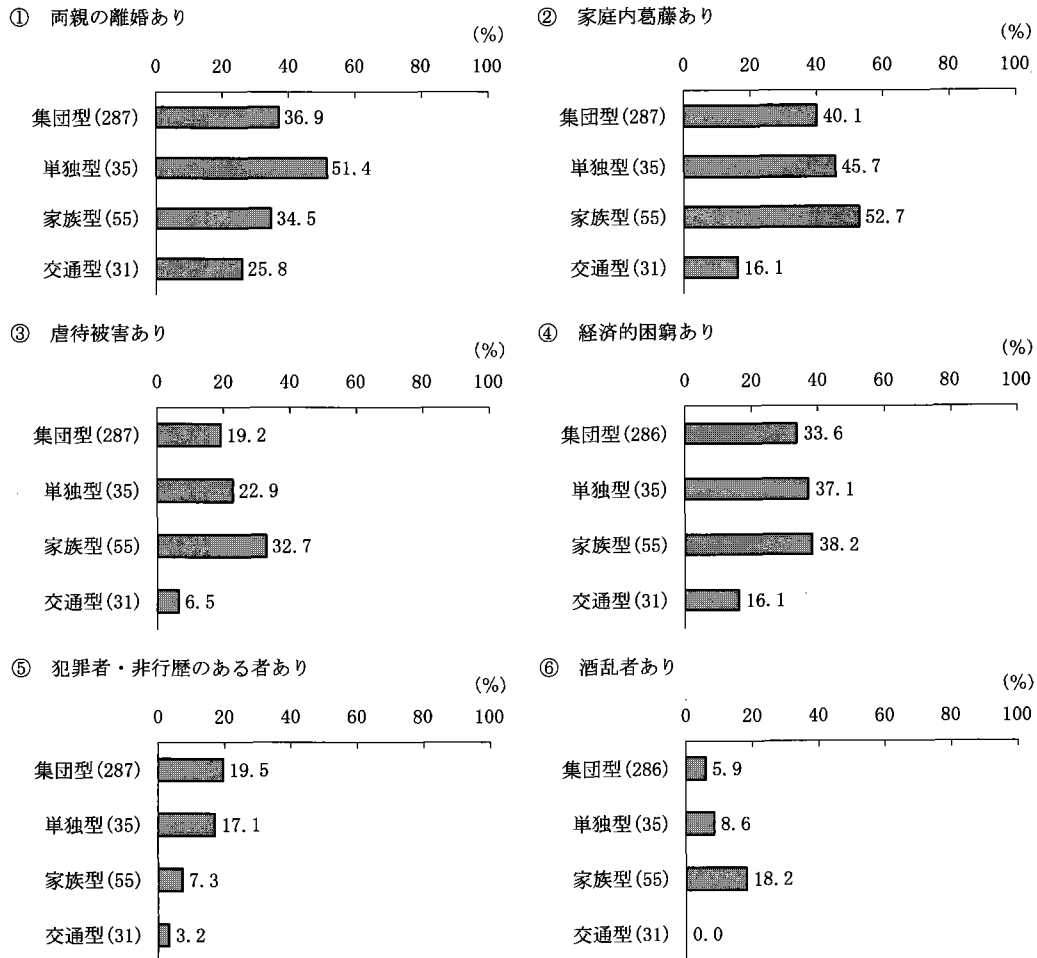 ① 両親の離婚あり
(%)
0 20 40 60 80 100
集団型(287) 36.9
単独型(35) 51.4
家族型(55) 34.5
交通型(31) 25.8
② 家庭内葛藤あり
(%)
0 20 40 60 80 100
集団型(287) 40.1
単独型(35) 45.7
家族型(55) 52.7
交通型(31) 16.1
③ 虐待被害あり
(%)
0 20 40 60 80 100
集団型(287) 19.2
単独型(35) 22.9
家族型(55) 32.7
交通型(31) 6.5
④ 経済的困窮あり
(%)
0 20 40 60 80 100
集団型(286) 33.6
単独型(35) 37.1
家族型(55) 38.2
交通型(31) 16.1
⑤ 犯罪者・非行歴のある者あり
(%)
0 20 40 60 80 100
集団型(287) 19.5
単独型(35) 17.1
家族型(55) 7.3
交通型(31) 3.2
⑥ 酒乱者あり
(%)
0 20 40 60 80 100
集団型(286) 5.9
単独型(35) 8.6
家族型(55) 18.2
交通型(31) 0.0